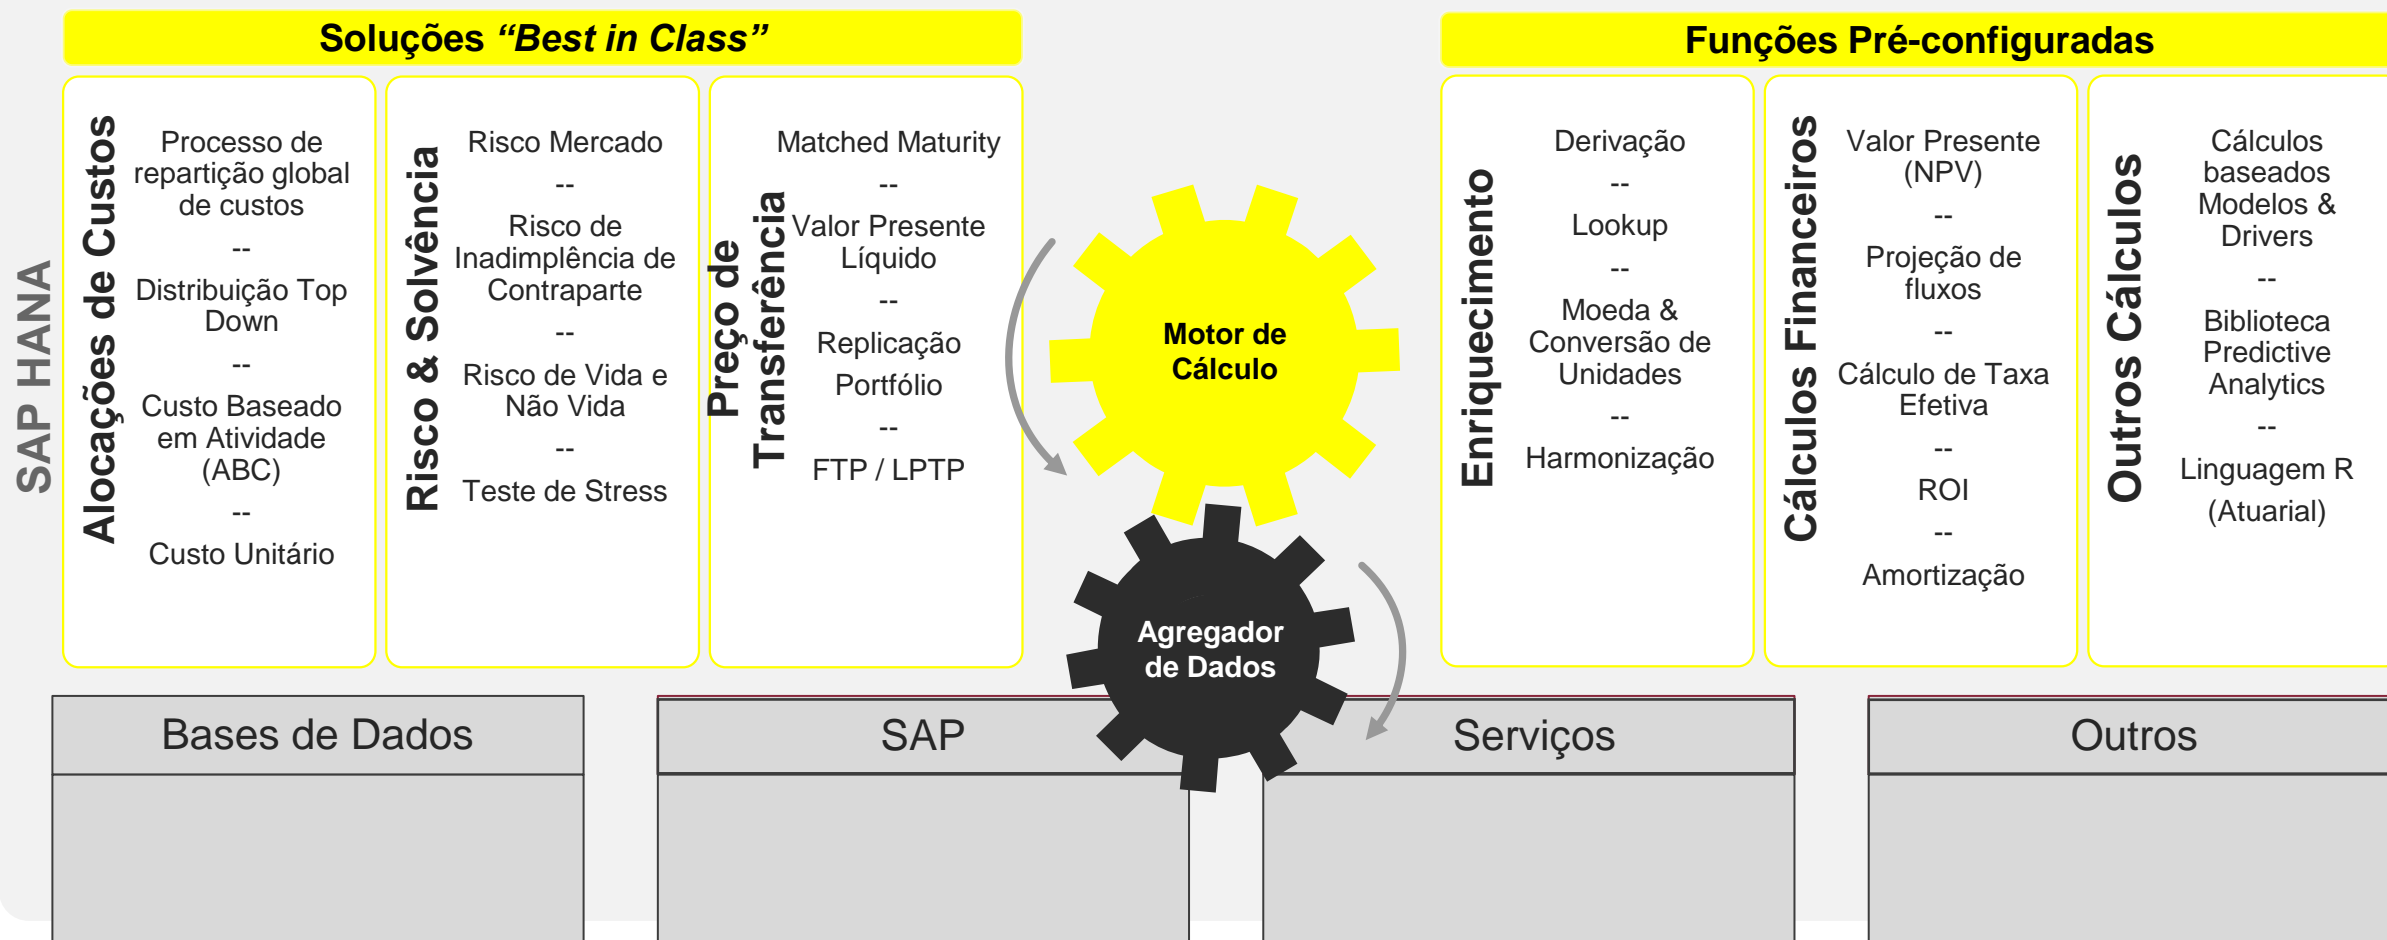 Soluções “Best in Class”
Funções Pré-configuradas
SAP HANA
Alocações de Custos
Processo de
repartição global
de custos
--
Distribuição Top
Down
--
Custo Baseado
em Atividade
(ABC)
--
Custo Unitário
Risco & Solvência
Risco Mercado
--
Risco de
Inadimplência de
Contraparte
--
Risco de Vida e
Não Vida
--
Teste de Stress
Preço de
Transferência
Matched Maturity
--
Valor Presente
Líquido
--
Replicação
Portfólio
--
FTP / LPTP
Motor de
Cálculo
Agregador
de Dados
Enriquecimento
Derivação
--
Lookup
--
Moeda &
Conversão de
Unidades
--
Harmonização
Cálculos Financeiros
Valor Presente
(NPV)
--
Projeção de
fluxos
--
Cálculo de Taxa
Efetiva
--
ROI
--
Amortização
Outros Cálculos
Cálculos
baseados
Modelos &
Drivers
--
Biblioteca
Predictive
Analytics
--
Linguagem R
(Atuarial)
Bases de Dados
SAP
Serviços
Outros